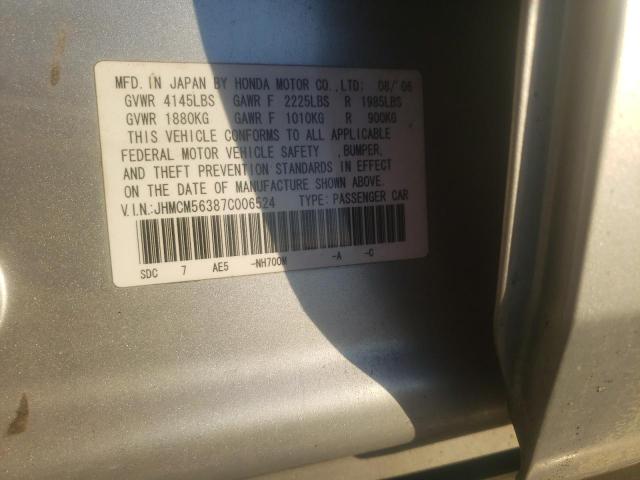 MFD. IN JAPAN BY HONDA MOTOR CO., LTD: 08/'06
GVWR 4145LBS GAWR F 2225LBS R 1985LBS
GVWR 1880KG GAWR F 1010KG R 900KG
THIS VEHICLE CONFORMS TO ALL APPLICABLE
FEDERAL MOTOR VEHICLE SAFETY ,BUMPER,
AND THEFT PREVENTION STANDARDS IN EFFECT
ON THE DATE OF MANUFACTURE SHOWN ABOVE.
V.I.N:JHMCM56387C006524 TYPE: PASSENGER CAR
SDC 7 AE5 -NH700M -A -C